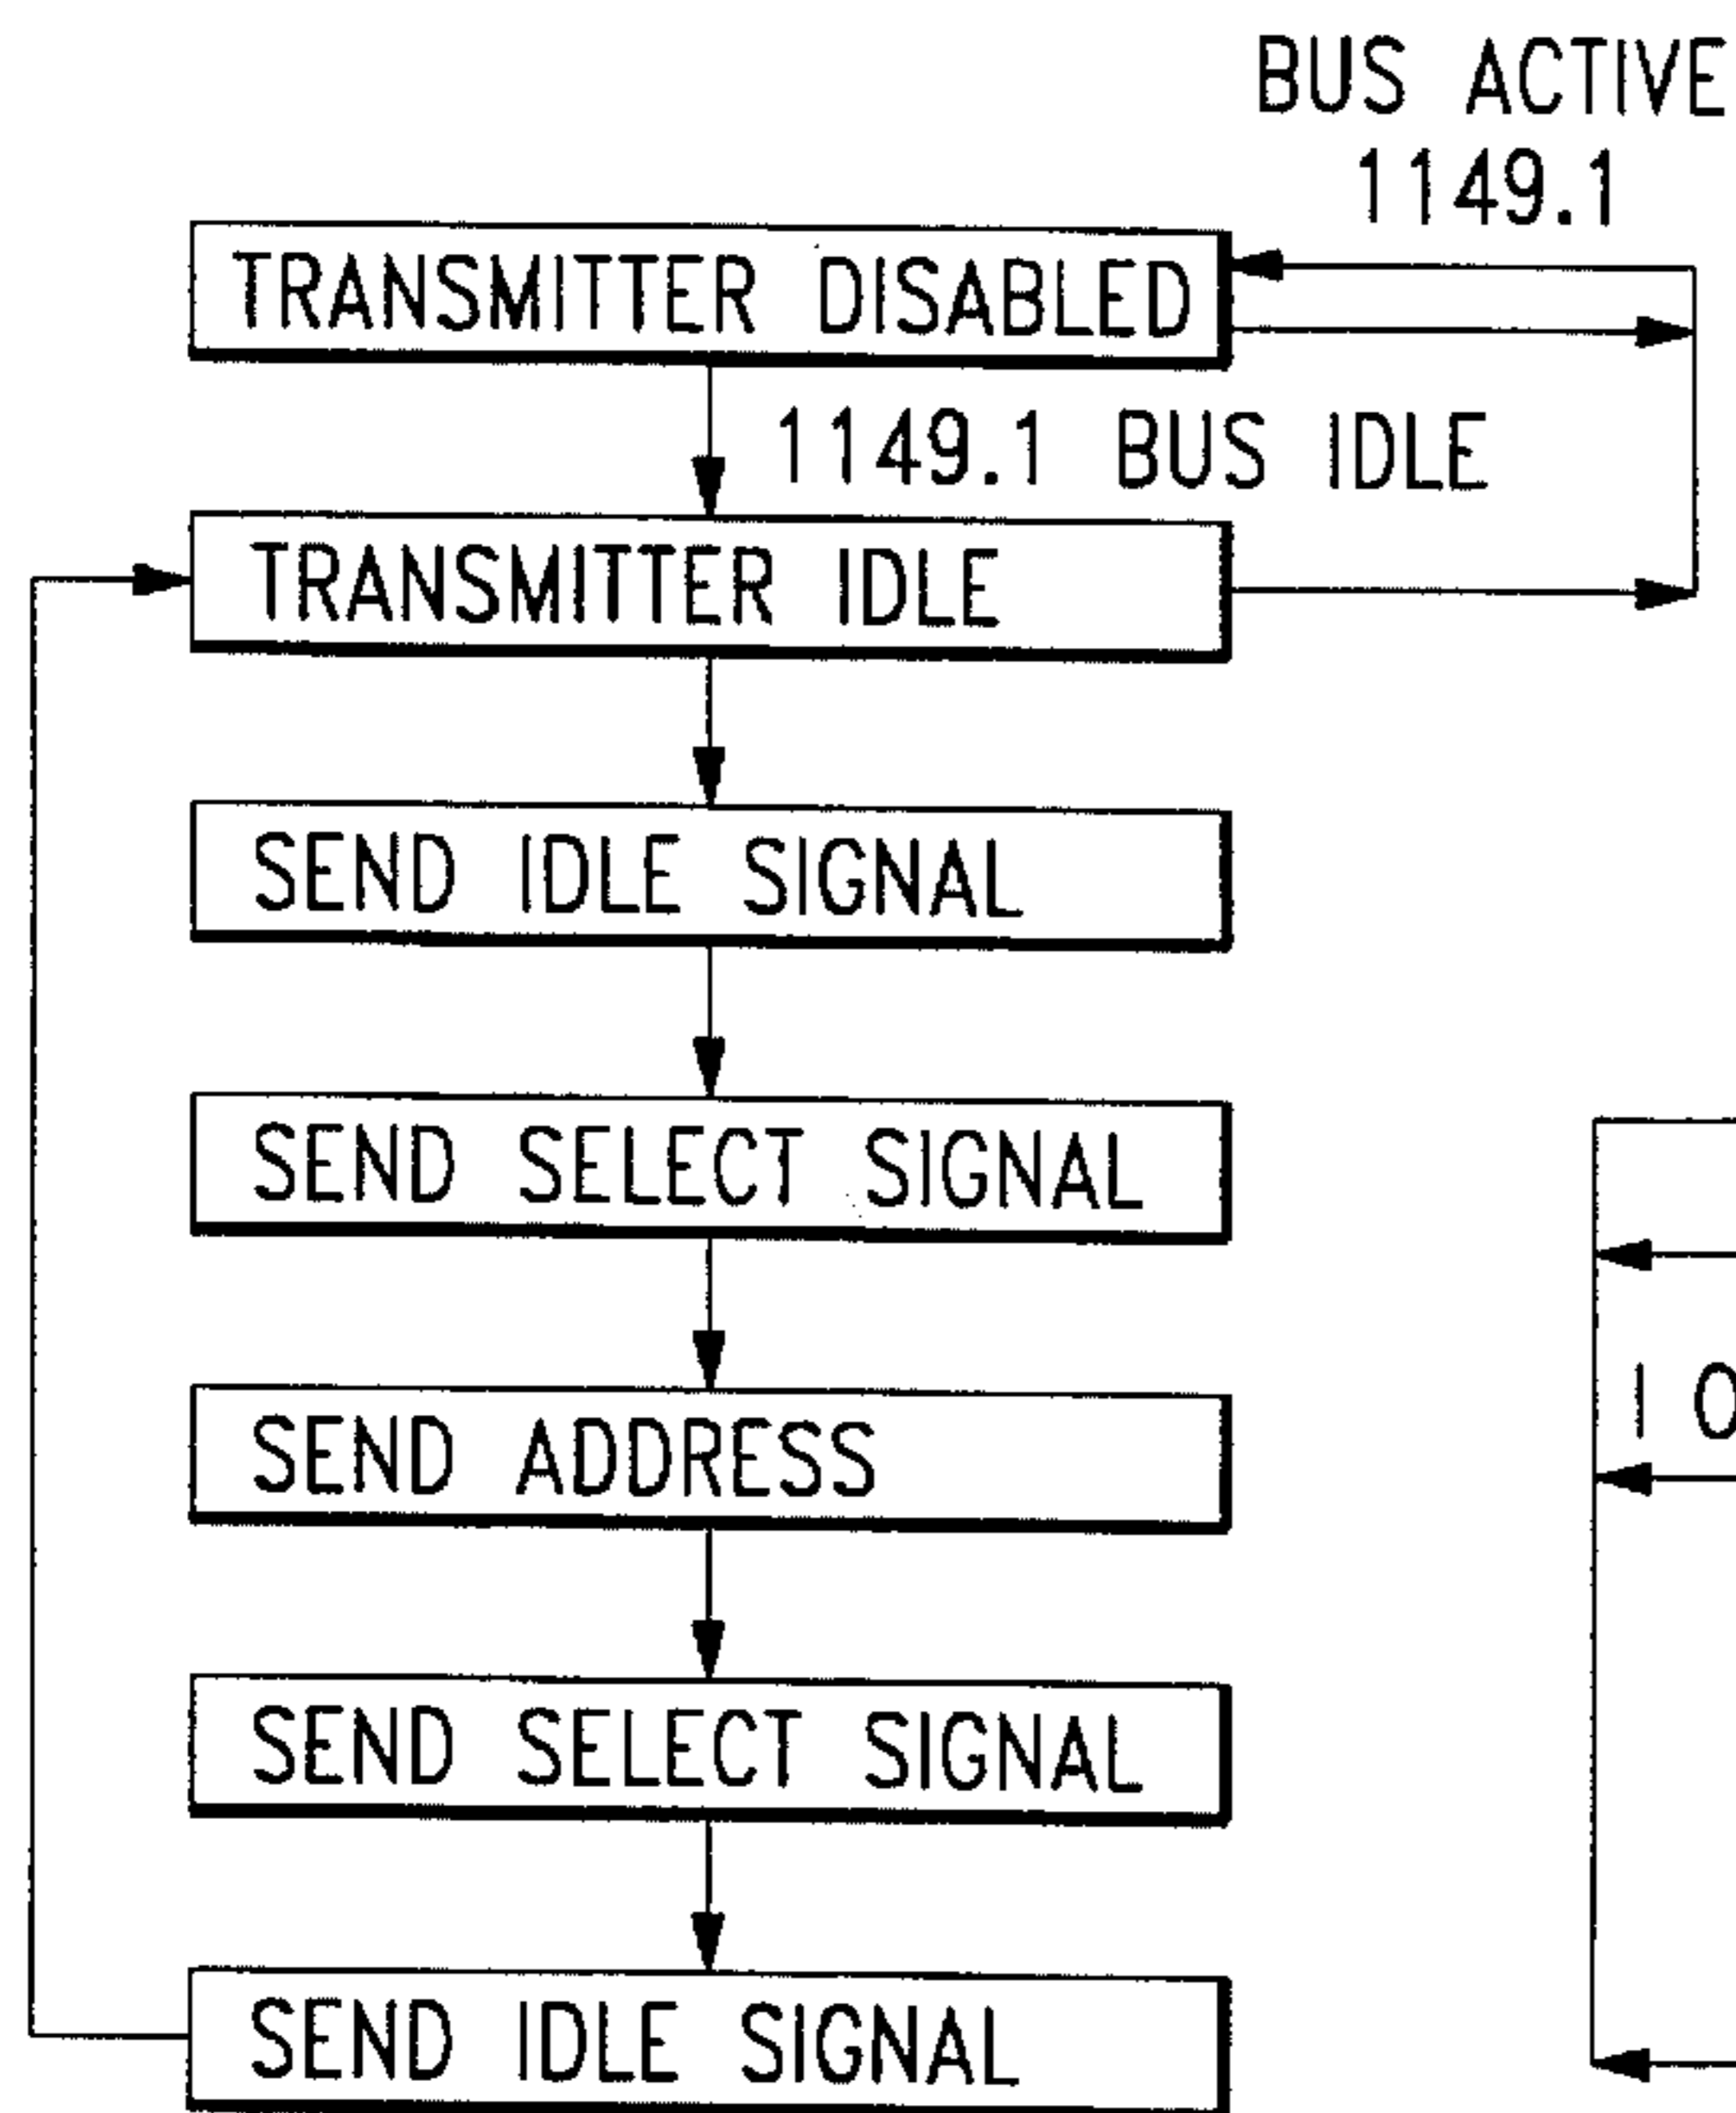 BUS ACTIVE
1149.1
TRANSMITTER DISABLED
1149.1 BUS IDLE
TRANSMITTER IDLE
SEND IDLE SIGNAL
SEND SELECT SIGNAL
SEND ADDRESS
SEND SELECT SIGNAL
SEND IDLE SIGNAL